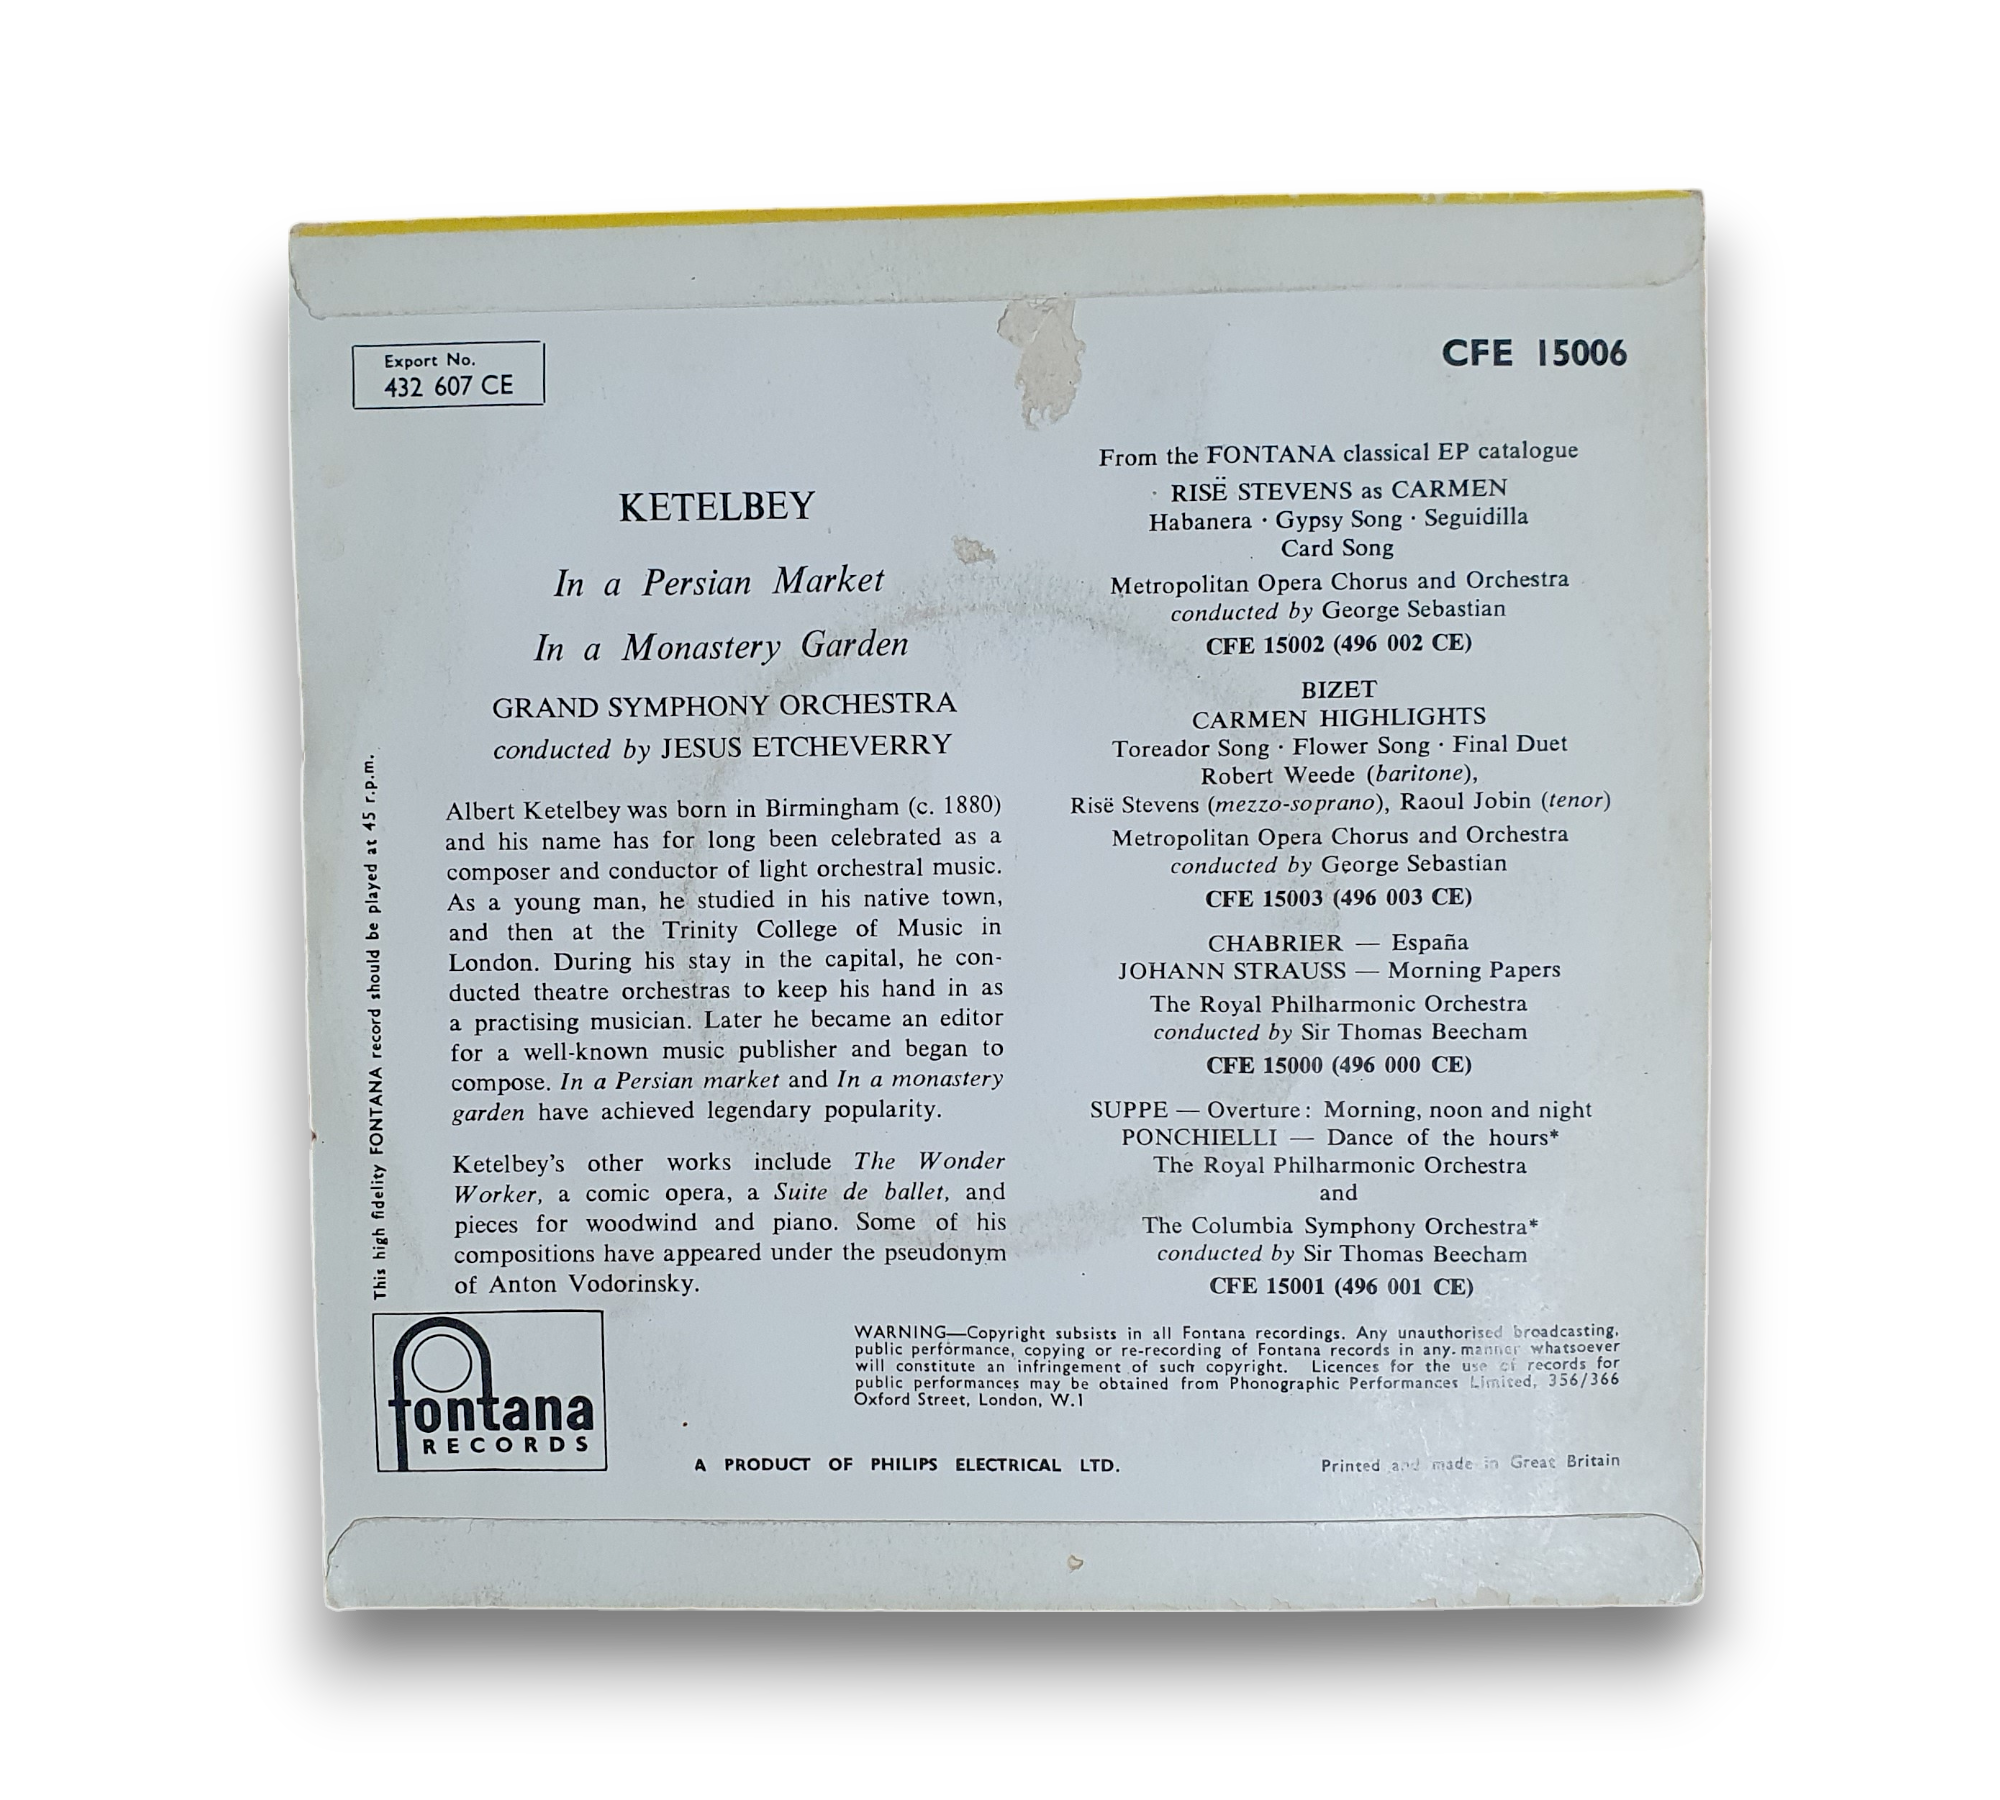 Export No.
432 607 CE
CFE 15006
KETELBEY
In a Persian Market
In a Monastery Garden
GRAND SYMPHONY ORCHESTRA
conducted by JESUS ETCHEVERRY
Albert Ketelbey was born in Birmingham (c. 1880)
and his name has for long been celebrated as a
composer and conductor of light orchestral music.
As a young man, he studied in his native town,
and then at the Trinity College of Music in
London. During his stay in the capital, he con-
ducted theatre orchestras to keep his hand in as
a practising musician. Later he became an editor
for a well-known music publisher and began to
compose. In a Persian market and In a monastery
garden have achieved legendary popularity.
Ketelbey's other works include The Wonder
Worker, a comic opera, a Suite de ballet, and
pieces for woodwind and piano. Some of his
compositions have appeared under the pseudonym
of Anton Vodorinsky.
From the FONTANA classical EP catalogue
RISË STEVENS as CARMEN
Habanera · Gypsy Song · Seguidilla
Card Song
Metropolitan Opera Chorus and Orchestra
conducted by George Sebastian
CFE 15002 (496 002 CE)
BIZET
CARMEN HIGHLIGHTS
Toreador Song · Flower Song · Final Duet
Robert Weede (baritone),
Risë Stevens (mezzo-soprano), Raoul Jobin (tenor)
Metropolitan Opera Chorus and Orchestra
conducted by George Sebastian
CFE 15003 (496 003 CE)
CHABRIER — España
JOHANN STRAUSS — Morning Papers
The Royal Philharmonic Orchestra
conducted by Sir Thomas Beecham
CFE 15000 (496 000 CE)
SUPPE — Overture: Morning, noon and night
PONCHIELLI — Dance of the hours*
The Royal Philharmonic Orchestra
and
The Columbia Symphony Orchestra*
conducted by Sir Thomas Beecham
CFE 15001 (496 001 CE)
This high fidelity FONTANA record should be played at 45 r.p.m.
fontana
RECORDS
WARNING—Copyright subsists in all Fontana recordings. Any unauthorised broadcasting,
public performance, copying or re-recording of Fontana records in any manner whatsoever
will constitute an infringement of such copyright. Licences for the use of records for
public performances may be obtained from Phonographic Performances Limited, 356/366
Oxford Street, London, W.1
A PRODUCT OF PHILIPS ELECTRICAL LTD.
Printed and made in Great Britain